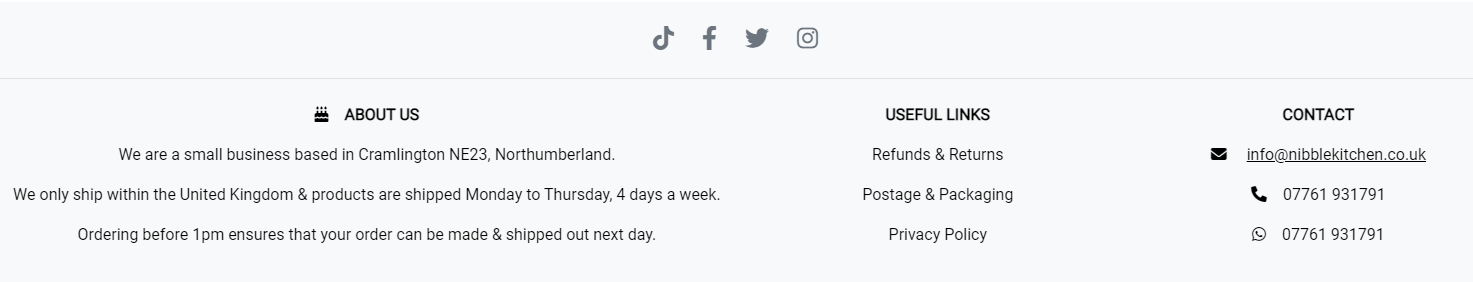 ABOUT US
We are a small business based in Cramlington NE23, Northumberland.
We only ship within the United Kingdom & products are shipped Monday to Thursday, 4 days a week.
Ordering before 1pm ensures that your order can be made & shipped out next day.
USEFUL LINKS
Refunds & Returns
Postage & Packaging
Privacy Policy
CONTACT
info@nibblekitchen.co.uk
07761 931791
07761 931791